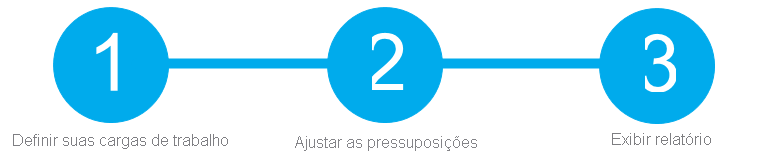 1
2
3
Definir suas cargas de trabalho
Ajustar as pressuposições
Exibir relatório